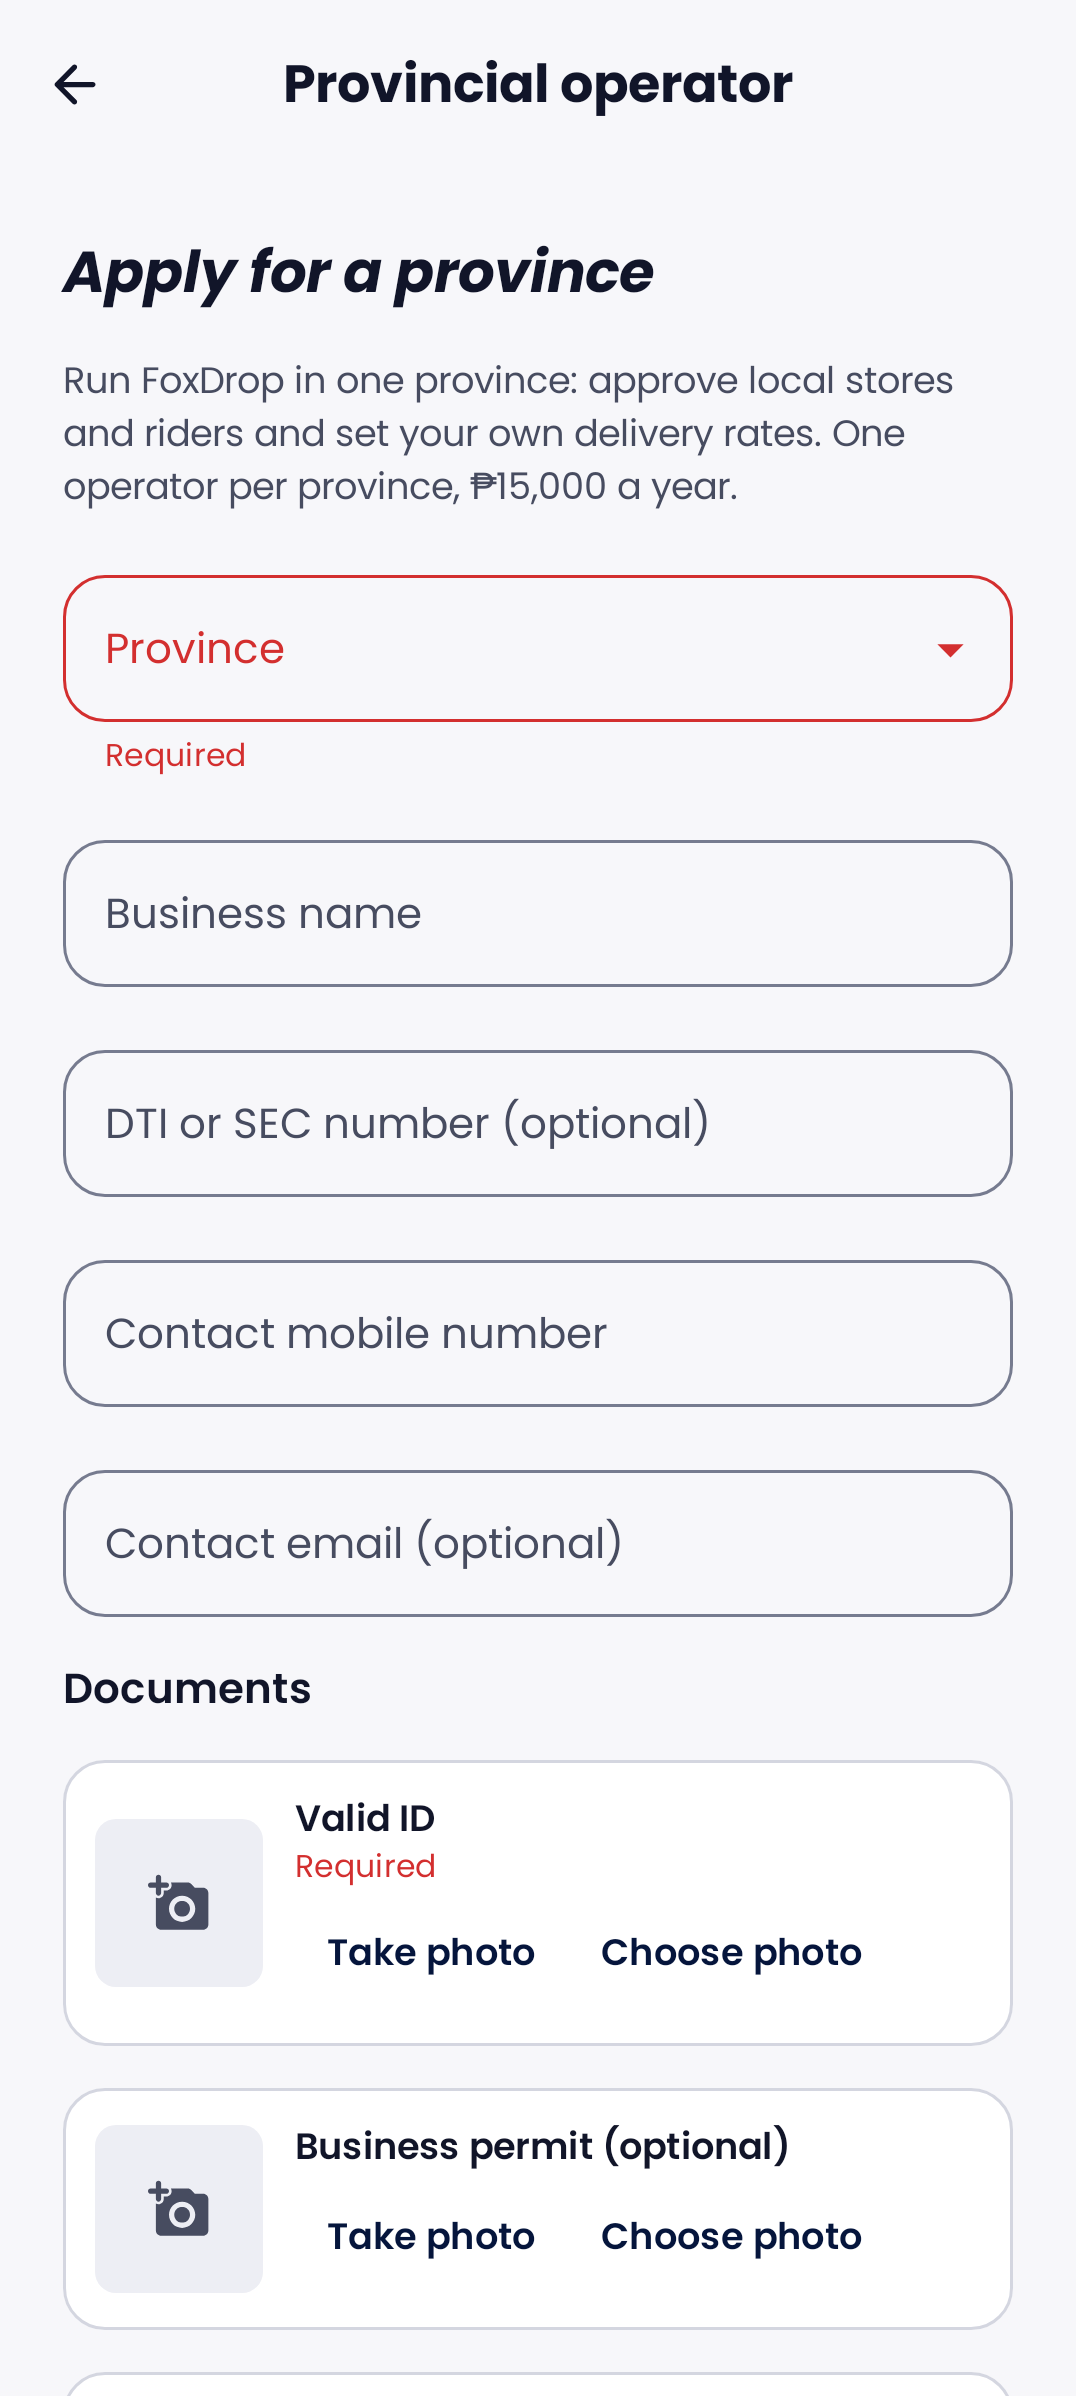 Provincial operator
Apply for a province
Run FoxDrop in one province: approve local stores
and riders and set your own delivery rates. One
operator per province, ₱15,000 a year.
Province
Required
Business name
DTI or SEC number (optional)
Contact mobile number
Contact email (optional)
Documents
Valid ID
Required
Take photo Choose photo
Business permit (optional)
Take photo Choose photo